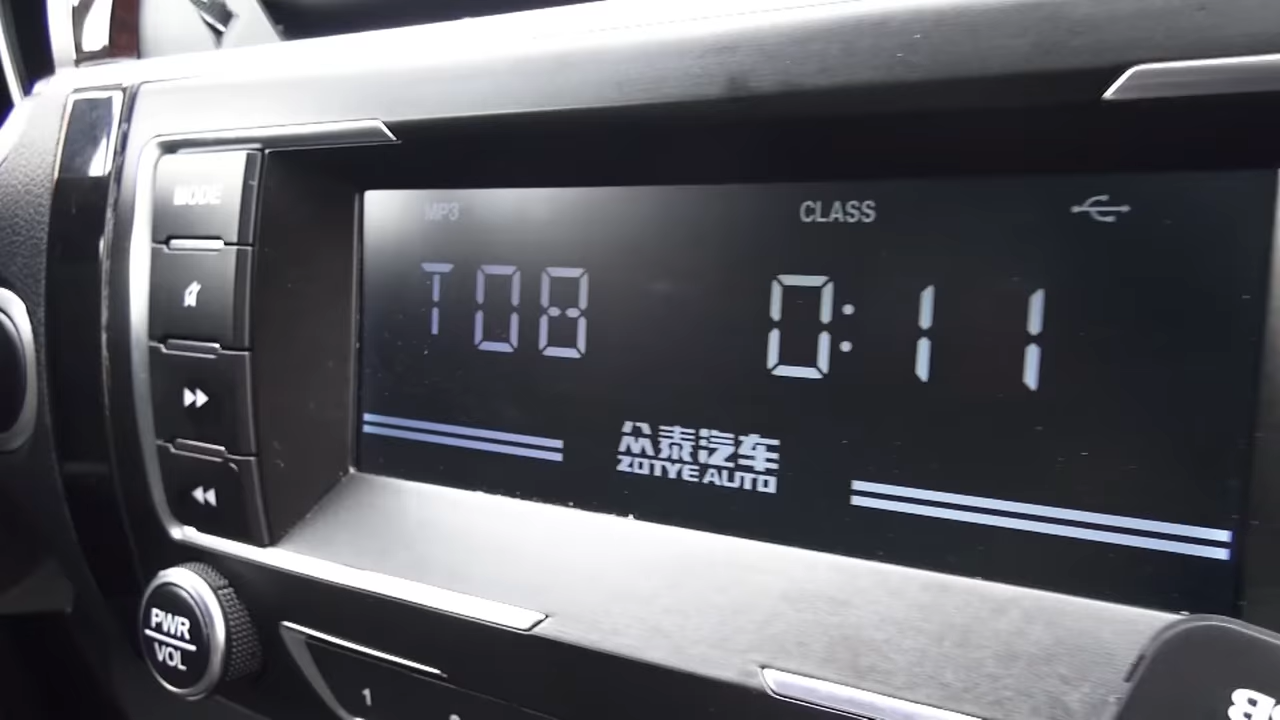 MODE
MP3
CLASS
T08
0:11
众泰汽车
ZOTYE AUTO
PWR
VOL
1